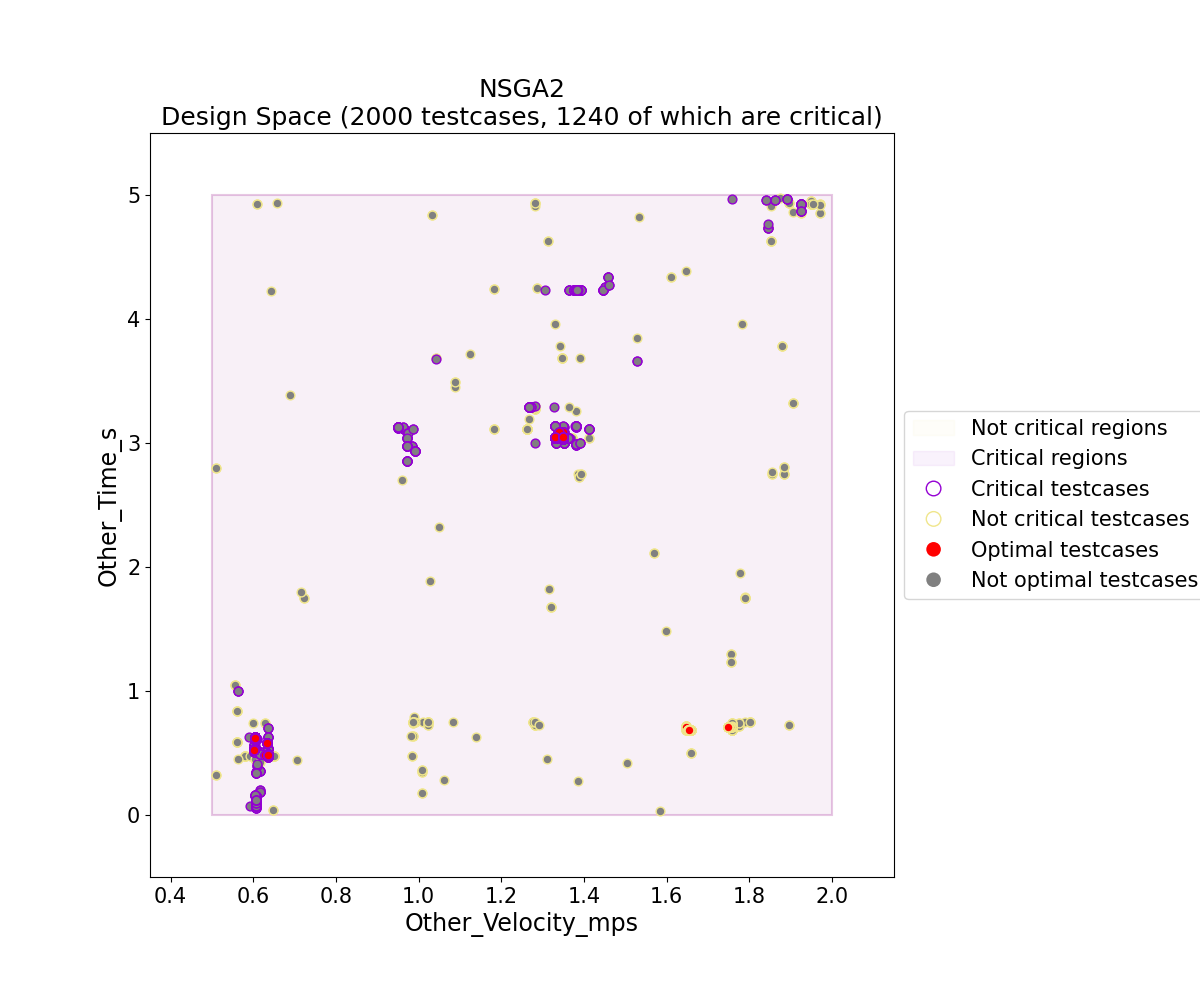 NSGA2
Design Space (2000 testcases, 1240 of which are critical)
5
4
3
2
1
0
Other_Time_s
0.4 0.6 0.8 1.0 1.2 1.4 1.6 1.8 2.0
Other_Velocity_mps
Not critical regions
Critical regions
Critical testcases
Not critical testcases
Optimal testcases
Not optimal testcases